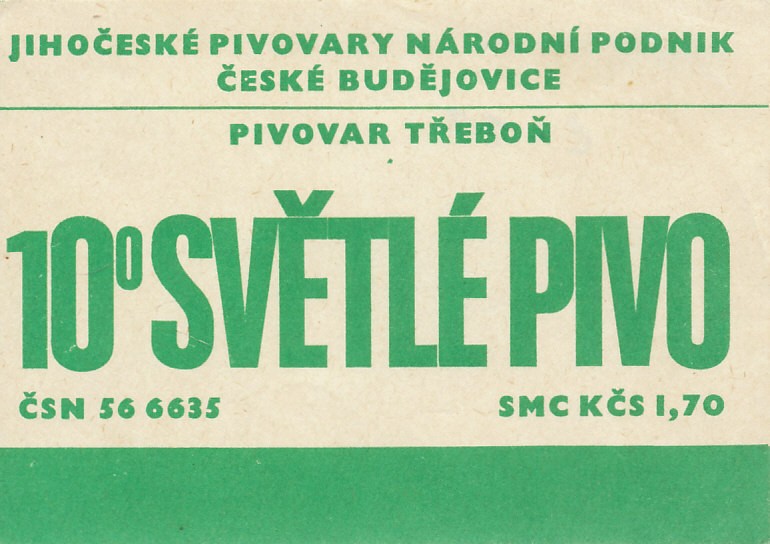 JIHOČESKÉ PIVOVARY NÁRODNÍ PODNIK
ČESKÉ BUDĚJOVICE
PIVOVAR TŘEBOŇ
10° SVĚTLÉ PIVO
ČSN 56 6635 SMC KČS 1,70